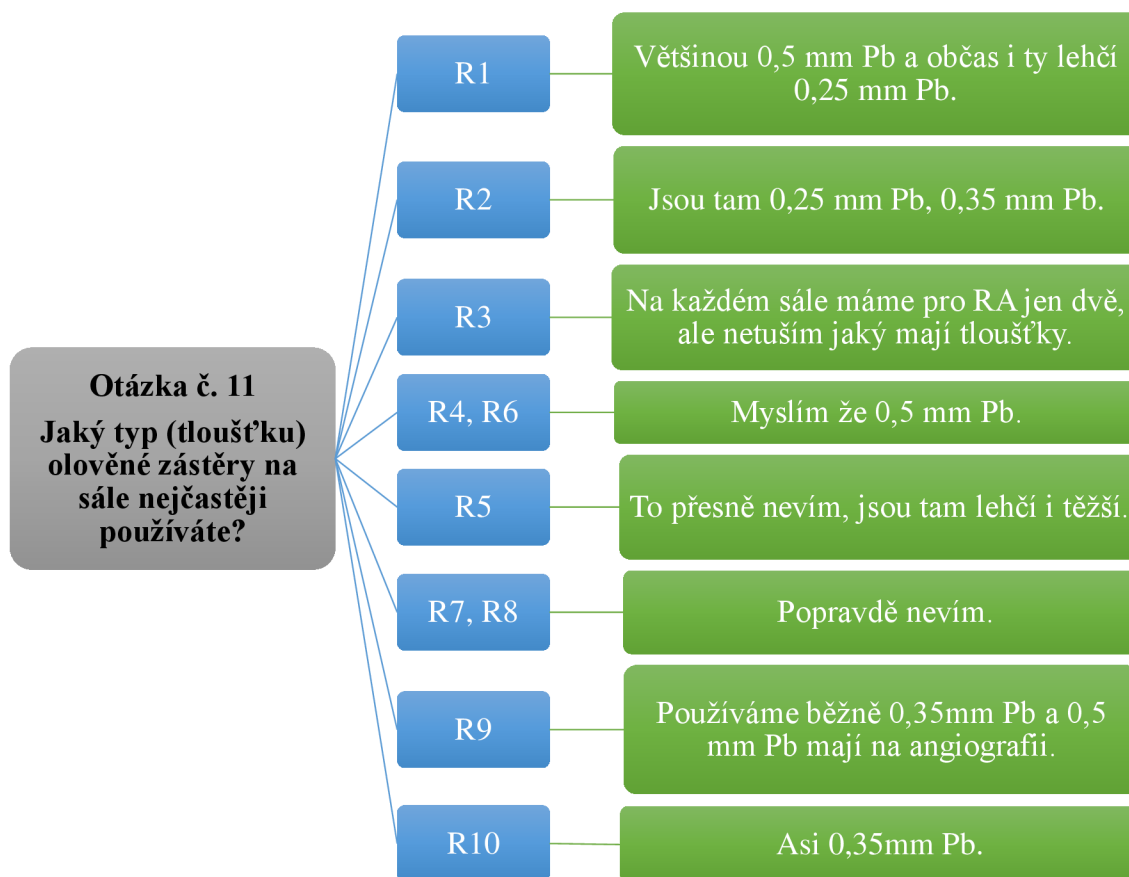 Otázka č. 11
Jaký typ (tloušťku)
olověné zástěry na
sále nejčastěji
používáte?
R1
Většinou 0,5 mm Pb a občas i ty lehčí
0,25 mm Pb.
R2
Jsou tam 0,25 mm Pb, 0,35 mm Pb.
R3
Na každém sále máme pro RA jen dvě,
ale netuším jaký mají tloušťky.
R4, R6
Myslím že 0,5 mm Pb.
R5
To přesně nevím, jsou tam lehčí i těžší.
R7, R8
Popravdě nevím.
R9
Používáme běžně 0,35mm Pb a 0,5
mm Pb mají na angiografii.
R10
Asi 0,35mm Pb.